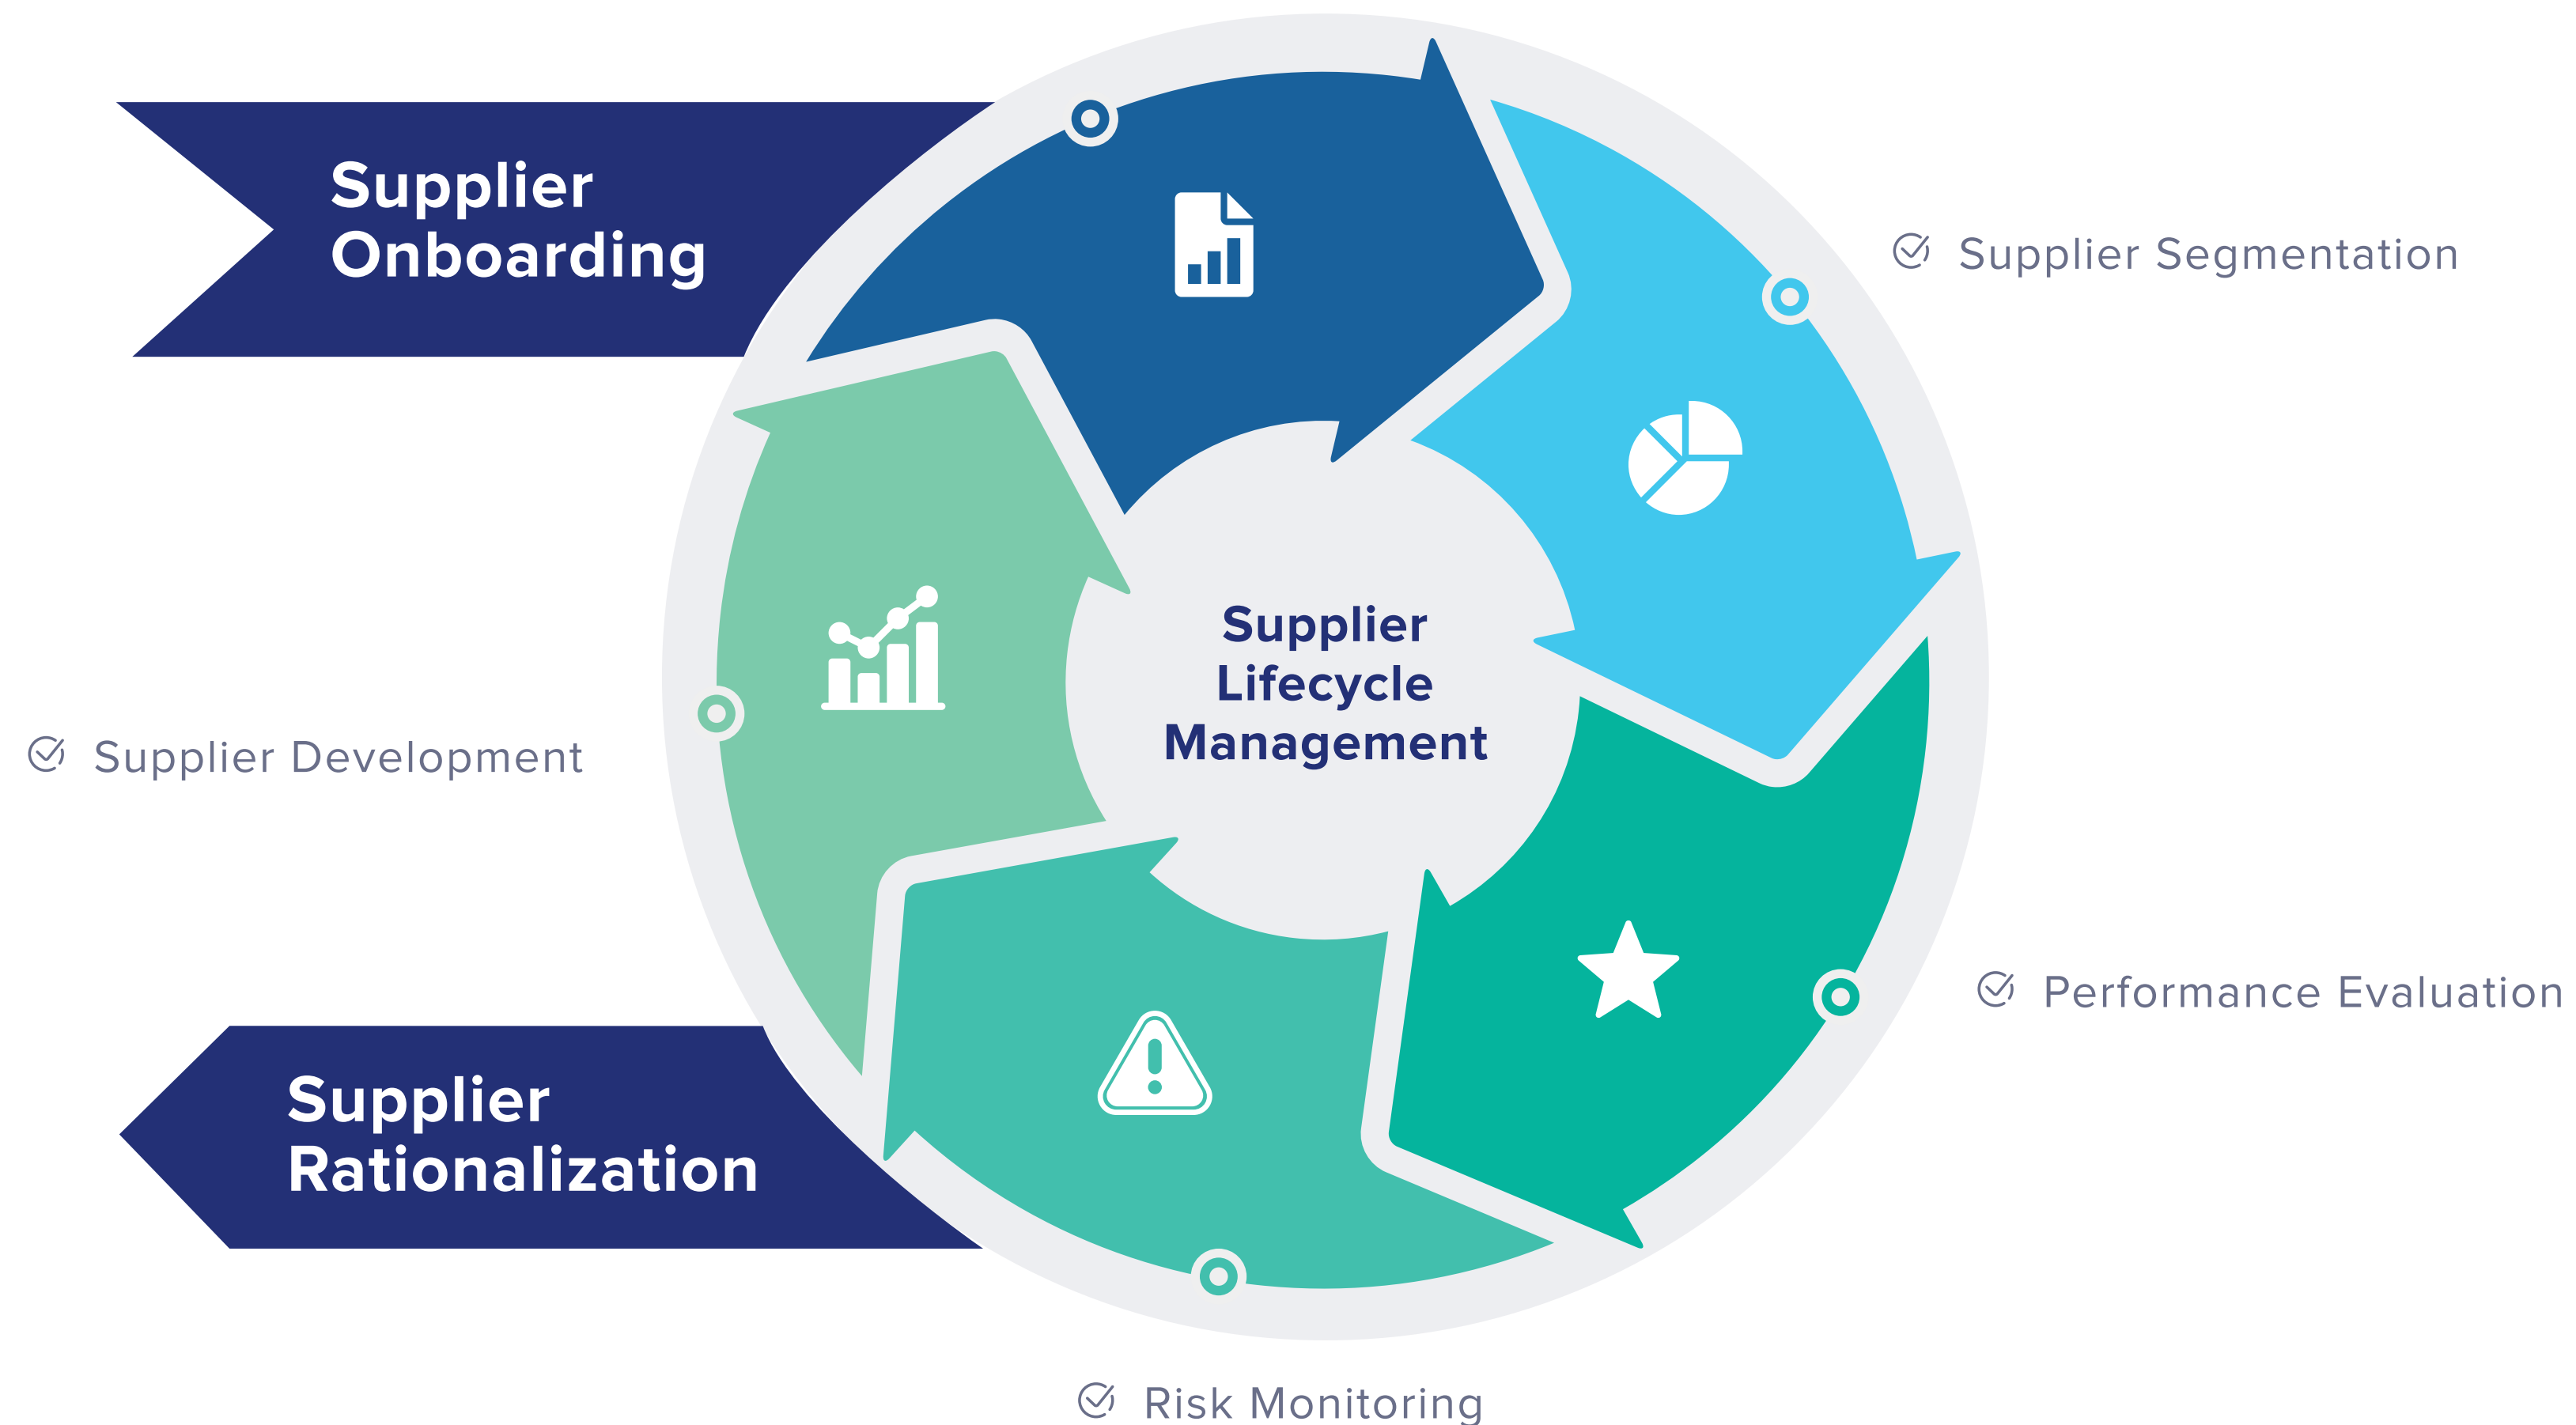 Supplier
Onboarding
Supplier Segmentation
Supplier
Lifecycle
Management
Supplier Development
Performance Evaluation
Supplier
Rationalization
Risk Monitoring